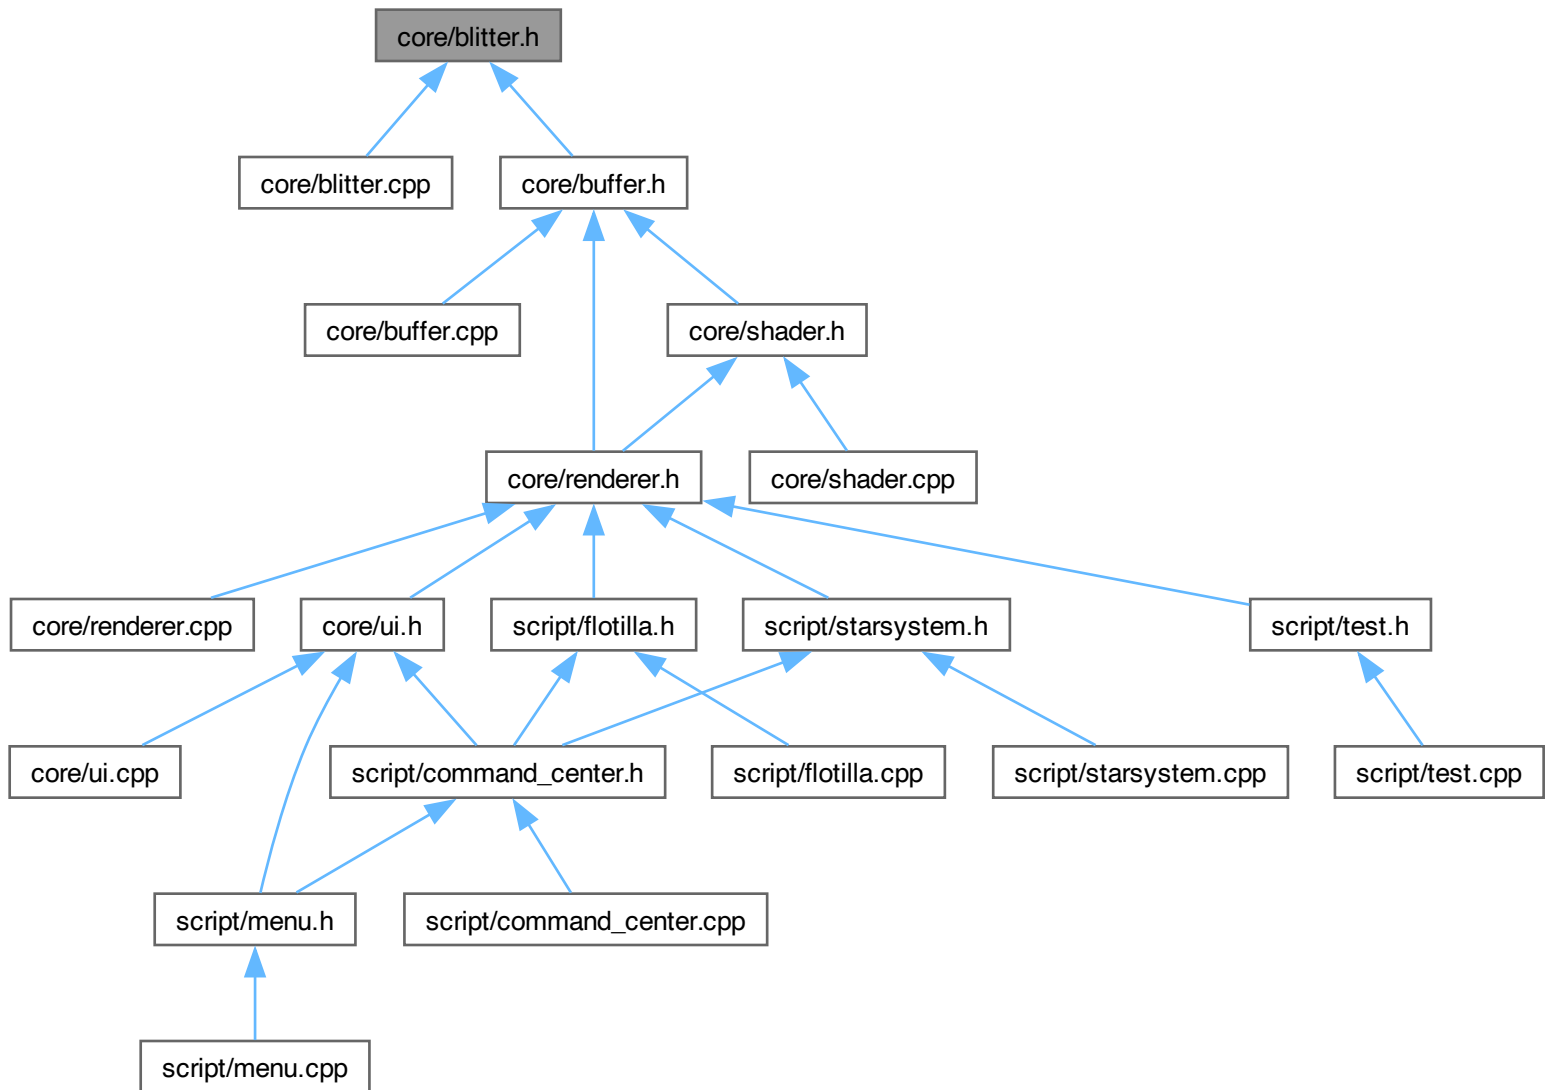 core/blitter.h
core/blitter.cpp
core/buffer.h
core/buffer.cpp
core/shader.h
core/renderer.h
core/shader.cpp
core/renderer.cpp
core/ui.h
script/flotilla.h
script/starsystem.h
script/test.h
core/ui.cpp
script/command_center.h
script/flotilla.cpp
script/starsystem.cpp
script/test.cpp
script/menu.h
script/command_center.cpp
script/menu.cpp